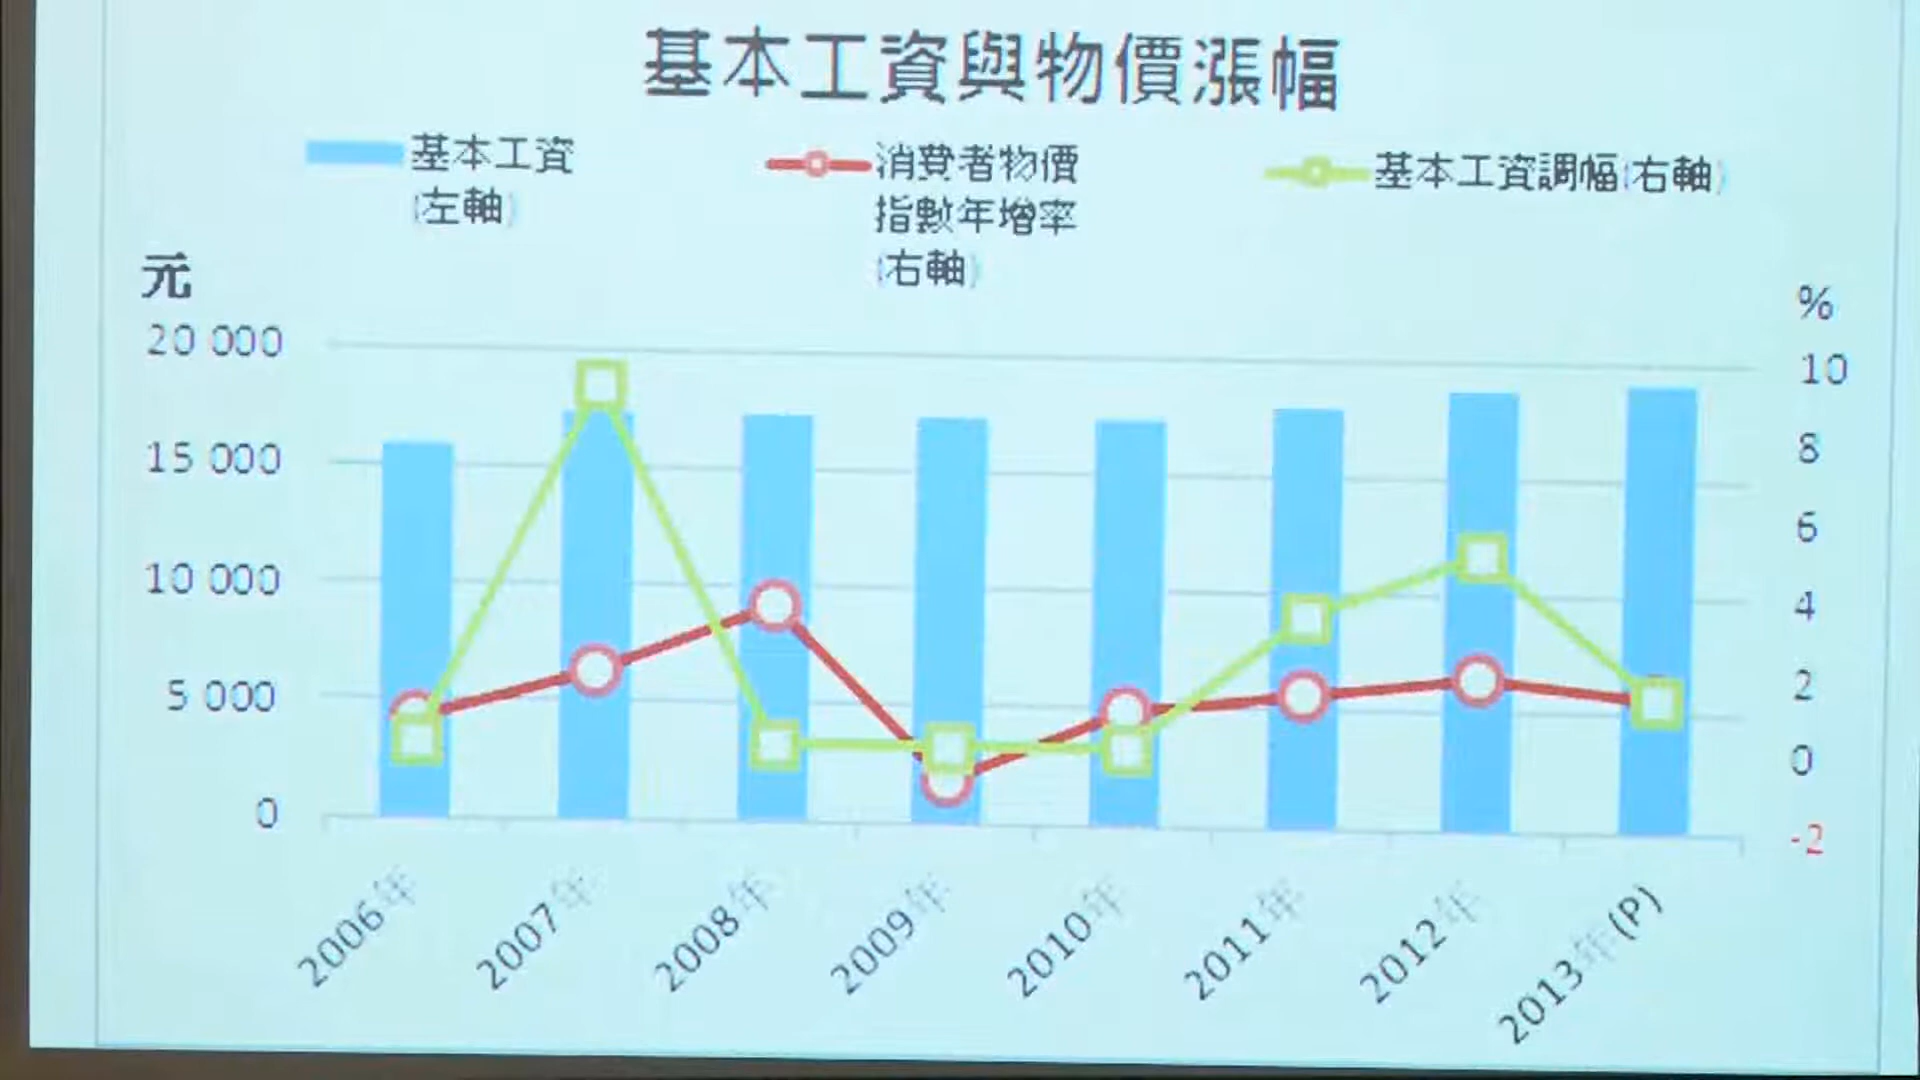 基本工資與物價漲幅
基本工資
(左軸)
消費者物價
指數年增率
(右軸)
基本工資調幅(右軸)
元
%
20 000
15 000
10 000
5 000
0
10
8
6
4
2
0
-2
2006年
2007年
2008年
2009年
2010年
2011年
2012年
2013年(P)